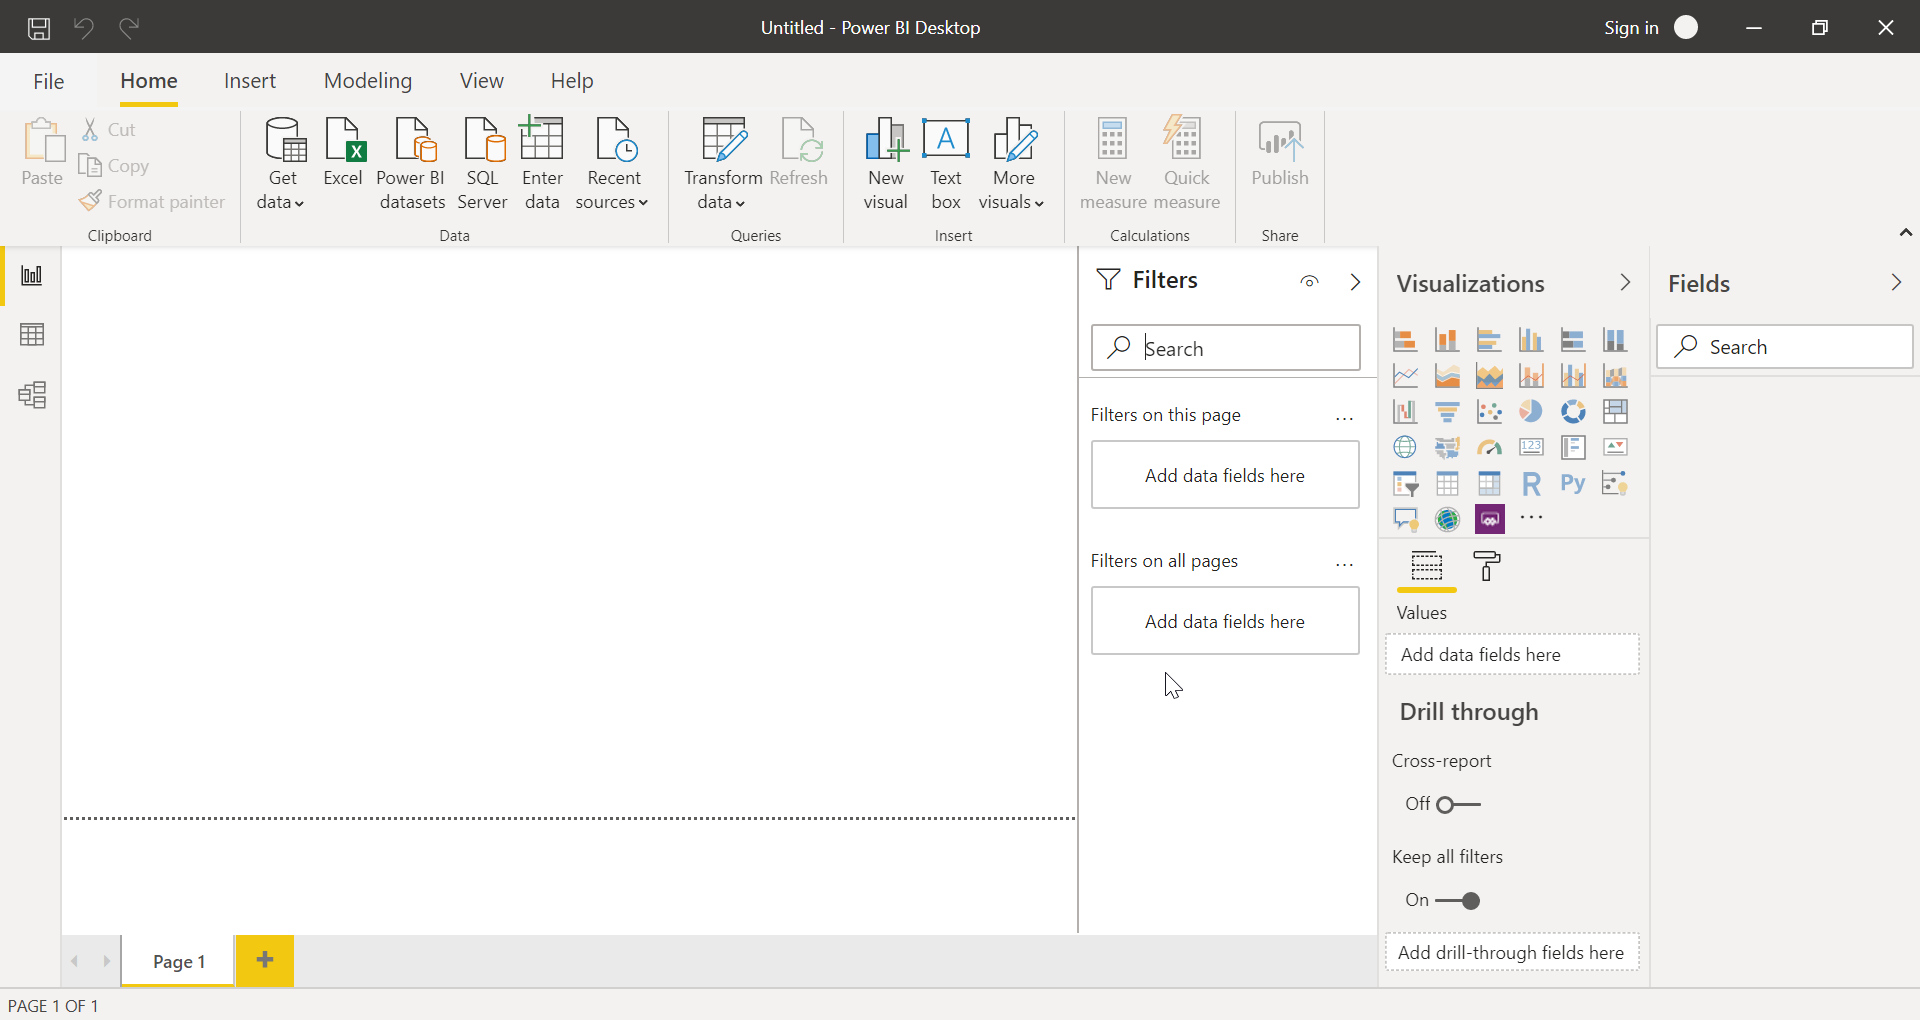 Untitled - Power BI Desktop
Sign in
File Home Insert Modeling View Help
Paste
Cut
Copy
Format painter
Clipboard
Get data
Excel
Power BI datasets
SQL Server
Enter data
Recent sources
Data
Transform data
Refresh
Queries
New visual
Text box
More visuals
Insert
New measure
Quick measure
Calculations
Publish
Share
Filters
Search
Filters on this page
...
Add data fields here
Filters on all pages
...
Add data fields here
Visualizations
123
R
Py
...
Values
Add data fields here
Drill through
Cross-report
Off
Keep all filters
On
Add drill-through fields here
Fields
Search
Page 1
PAGE 1 OF 1